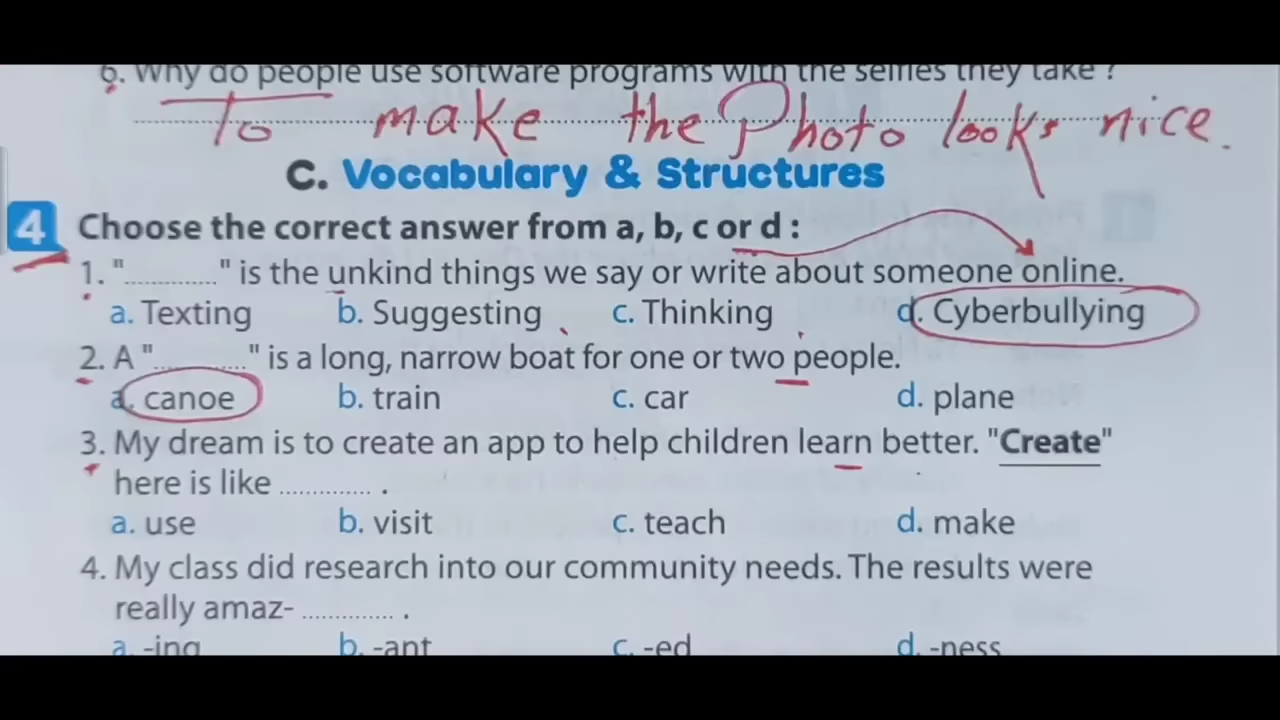 6. Why do people use software programs with the selfies they take ?
To make the Photo looks nice.
C. Vocabulary & Structures
4 Choose the correct answer from a, b, c or d :
1. "............" is the unkind things we say or write about someone online.
a. Texting b. Suggesting c. Thinking d. Cyberbullying
2. A "............" is a long, narrow boat for one or two people.
a. canoe b. train c. car d. plane
3. My dream is to create an app to help children learn better. "Create"
here is like ............ .
a. use b. visit c. teach d. make
4. My class did research into our community needs. The results were
really amaz- ............ .
a. -ing b. -ant c. -ed d. -ness